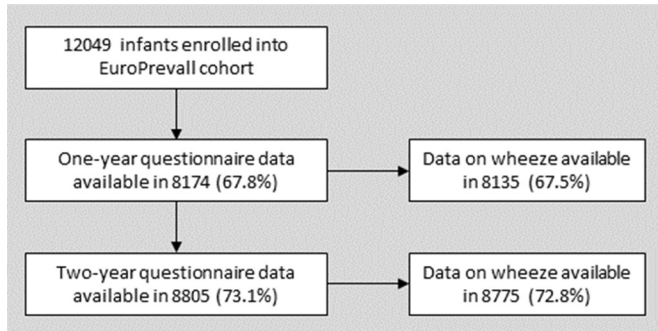 12049 infants enrolled into
EuroPrevall cohort
One-year questionnaire data
available in 8174 (67.8%)
Data on wheeze available
in 8135 (67.5%)
Two-year questionnaire data
available in 8805 (73.1%)
Data on wheeze available
in 8775 (72.8%)